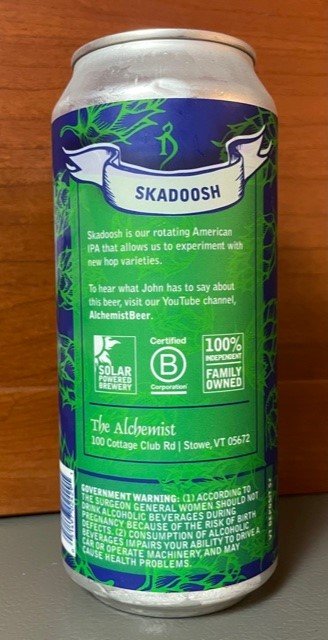 SKADOOSH
Skadoosh is our rotating American
IPA that allows us to experiment with
new hop varieties.
To hear what John has to say about
this beer, visit our YouTube channel,
AlchemistBeer.
SOLAR
POWERED
BREWERY
Certified
B
Corporation
100%
INDEPENDENT
FAMILY
OWNED
The Alchemist
100 Cottage Club Rd | Stowe, VT 05672
GOVERNMENT WARNING: (1) ACCORDING TO
THE SURGEON GENERAL WOMEN SHOULD NOT
DRINK ALCOHOLIC BEVERAGES DURING
PREGNANCY BECAUSE OF THE RISK OF BIRTH
DEFECTS. (2) CONSUMPTION OF ALCOHOLIC
BEVERAGES IMPAIRS YOUR ABILITY TO DRIVE A
CAR OR OPERATE MACHINERY, AND MAY
CAUSE HEALTH PROBLEMS.